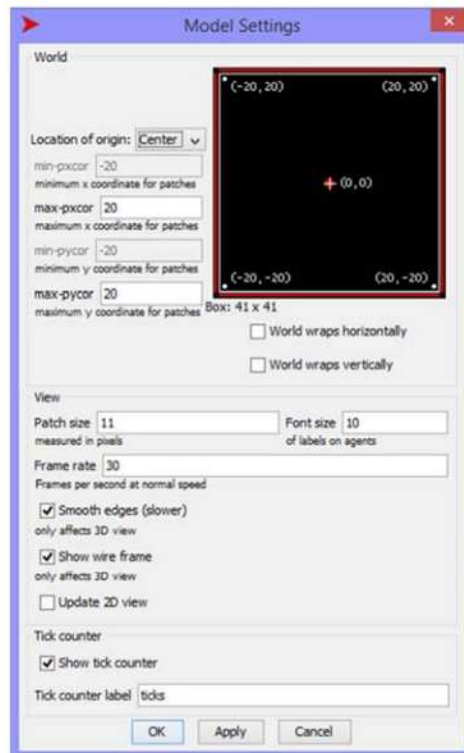 Model Settings
World
(-20,20) (20,20)
Location of origin: Center
min-pxcor -20
minimum x coordinate for patches
(0,0)
max-pxcor 20
maximum x coordinate for patches
min-pycor -20
minimum y coordinate for patches
(-20,-20) (20,-20)
max-pycor 20
maximum y coordinate for patches
Box: 41 x 41
World wraps horizontally
World wraps vertically
View
Patch size 11 Font size 10
measured in pixels of labels on agents
Frame rate 30
Frames per second at normal speed
Smooth edges (slower)
only affects 3D view
Show wire frame
only affects 3D view
Update 2D view
Tick counter
Show tick counter
Tick counter label ticks
OK Apply Cancel